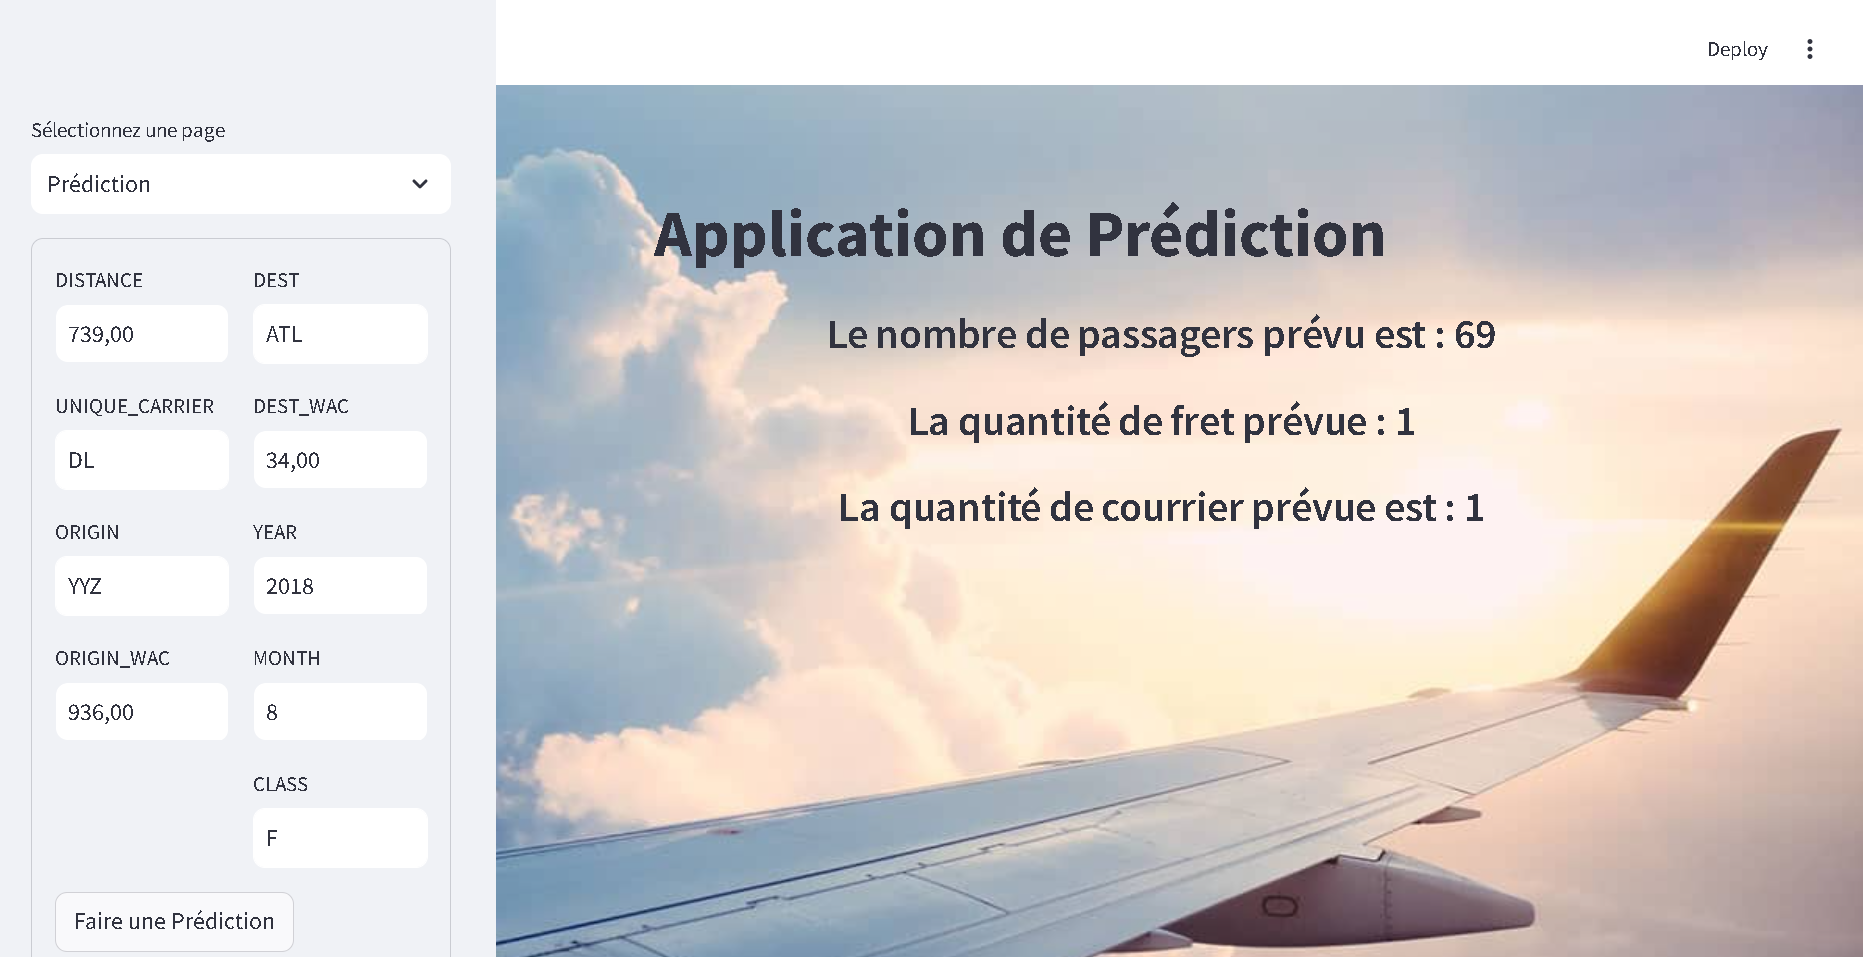 Deploy
Sélectionnez une page
Prédiction
DISTANCE
739,00
DEST
ATL
UNIQUE_CARRIER
DL
DEST_WAC
34,00
ORIGIN
YYZ
YEAR
2018
ORIGIN_WAC
936,00
MONTH
8
CLASS
F
Faire une Prédiction
Application de Prédiction
Le nombre de passagers prévu est : 69
La quantité de fret prévue : 1
La quantité de courrier prévue est : 1